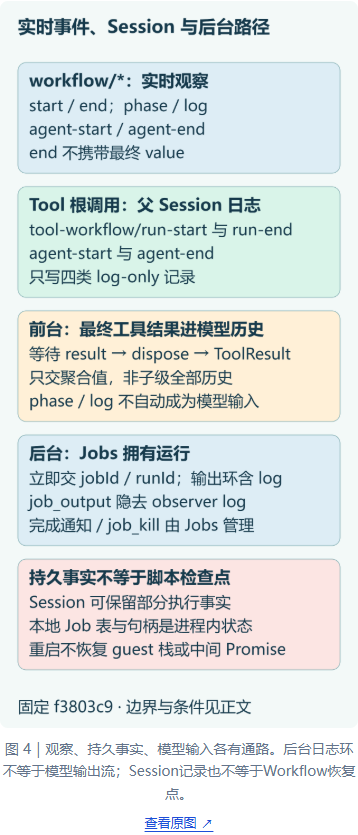 实时事件、Session 与后台路径
workflow/*：实时观察
start / end；phase / log
agent-start / agent-end
end 不携带最终 value
Tool 根调用：父 Session 日志
tool-workflow/run-start 与 run-end
agent-start 与 agent-end
只写四类 log-only 记录
前台：最终工具结果进模型历史
等待 result → dispose → ToolResult
只交聚合值，非子级全部历史
phase / log 不自动成为模型输入
后台：Jobs 拥有运行
立即交 jobId / runId；输出环含 log
job_output 隐去 observer log
完成通知 / job_kill 由 Jobs 管理
持久事实不等于脚本检查点
Session 可保留部分执行事实
本地 Job 表与句柄是进程内状态
重启不恢复 guest 栈或中间 Promise
固定 f3803c9 · 边界与条件见正文
图 4｜观察、持久事实、模型输入各有通路。后台日志环
不等于模型输出流；Session记录也不等于Workflow恢复
点。
查看原图 ↗